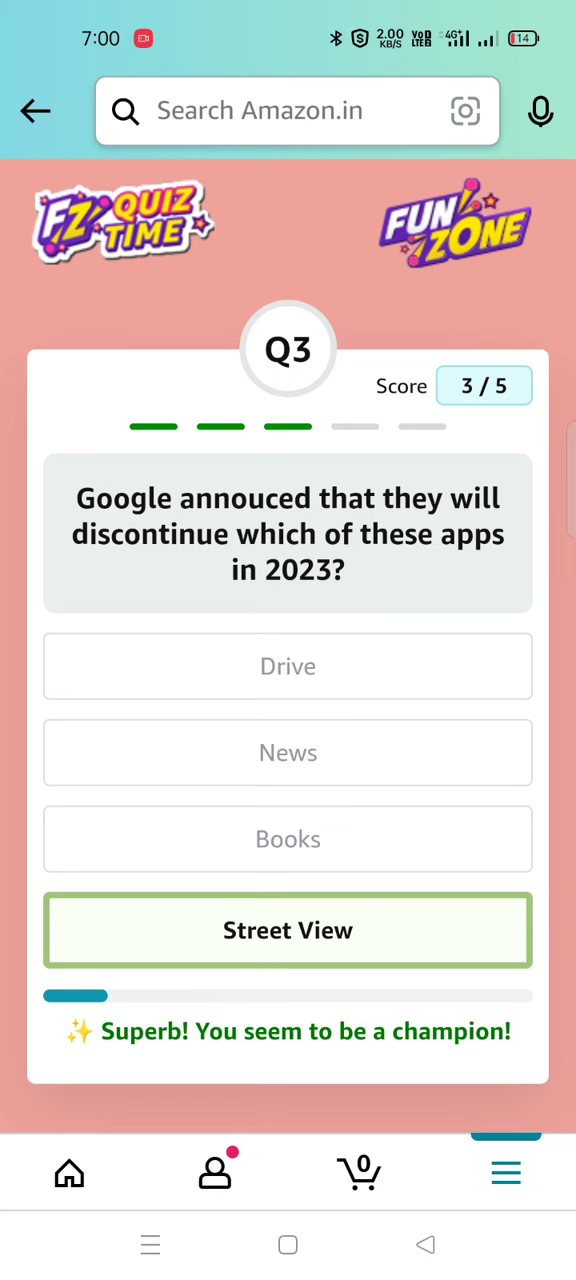 7:00
2.00
KB/S
VoD
LTE2
4G+
14
Search Amazon.in
FZ QUIZ
TIME
FUN
ZONE
Q3
Score 3 / 5
Google annouced that they will
discontinue which of these apps
in 2023?
Drive
News
Books
Street View
✨ Superb! You seem to be a champion!
0